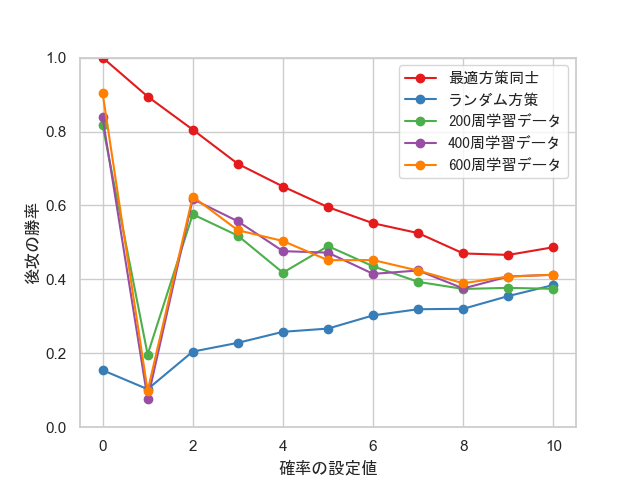 1.0
0.8
0.6
0.4
0.2
0.0
後攻の勝率
最適方策同士
ランダム方策
200周学習データ
400周学習データ
600周学習データ
0 2 4 6 8 10
確率の設定値